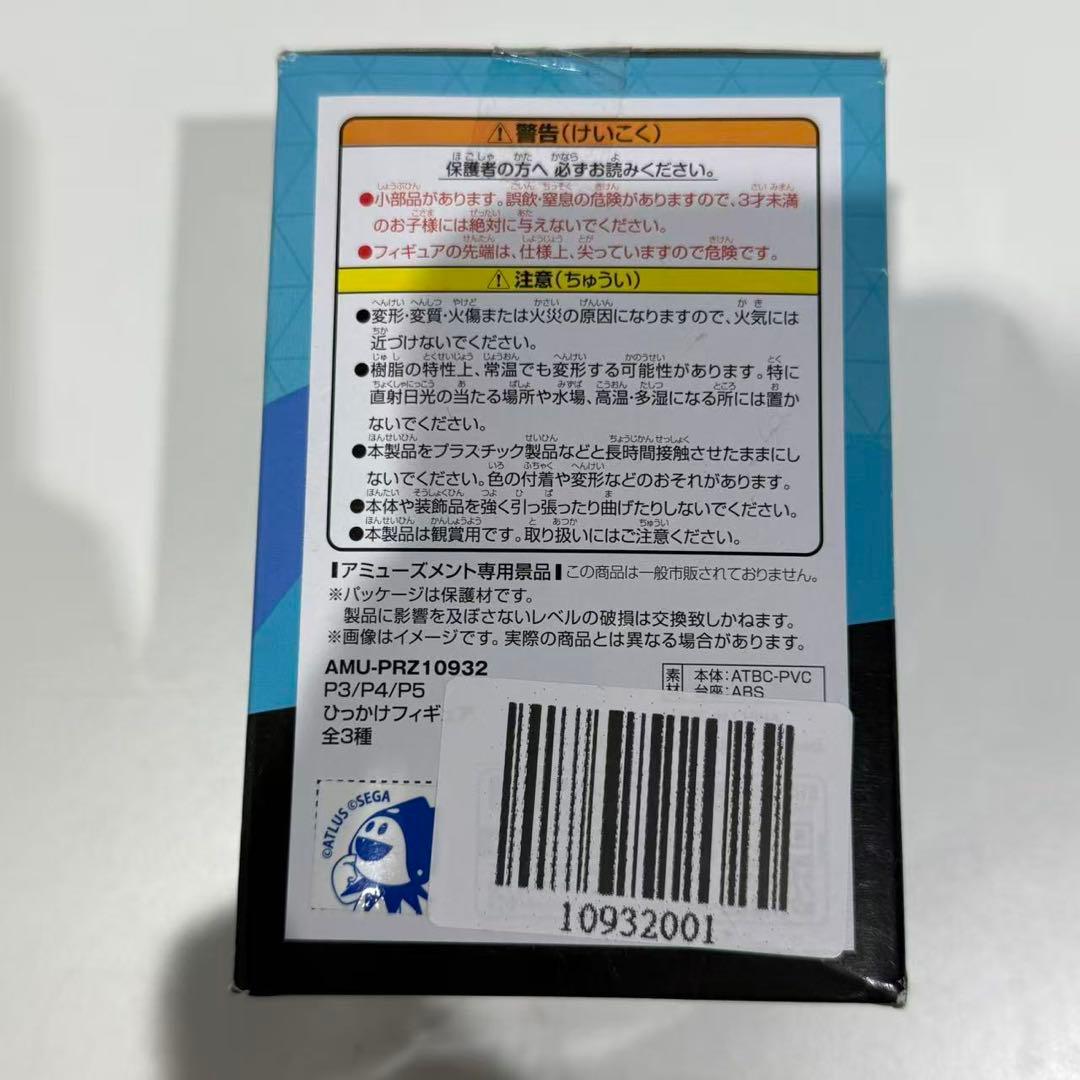 ⚠警告(けいこく)
保護者の方へ 必ずお読みください。
●小部品があります。誤飲・窒息の危険がありますので、3才未満
のお子様には絶対に与えないでください。
●フィギュアの先端は、仕様上、尖っていますので危険です。
⚠注意(ちゅうい)
●変形・変質・火傷または火災の原因になりますので、火気には
近づけないでください。
●樹脂の特性上、常温でも変形する可能性があります。特に
直射日光の当たる場所や水場、高温・多湿になる所には置か
ないでください。
●本製品をプラスチック製品などと長時間接触させたままにし
ないでください。色の付着や変形などのおそれがあります。
●本体や装飾品を強く引っ張ったり曲げたりしないでください。
●本製品は観賞用です。取り扱いにはご注意ください。
┃アミューズメント専用景品┃この商品は一般市販されておりません。
※パッケージは保護材です。
製品に影響を及ぼさないレベルの破損は交換致しかねます。
※画像はイメージです。実際の商品とは異なる場合があります。
AMU-PRZ10932
P3/P4/P5
ひっかけフィギュア
全3種
素材
本体:ATBC-PVC
台座:ABS
©ATLUS ©SEGA
10932001